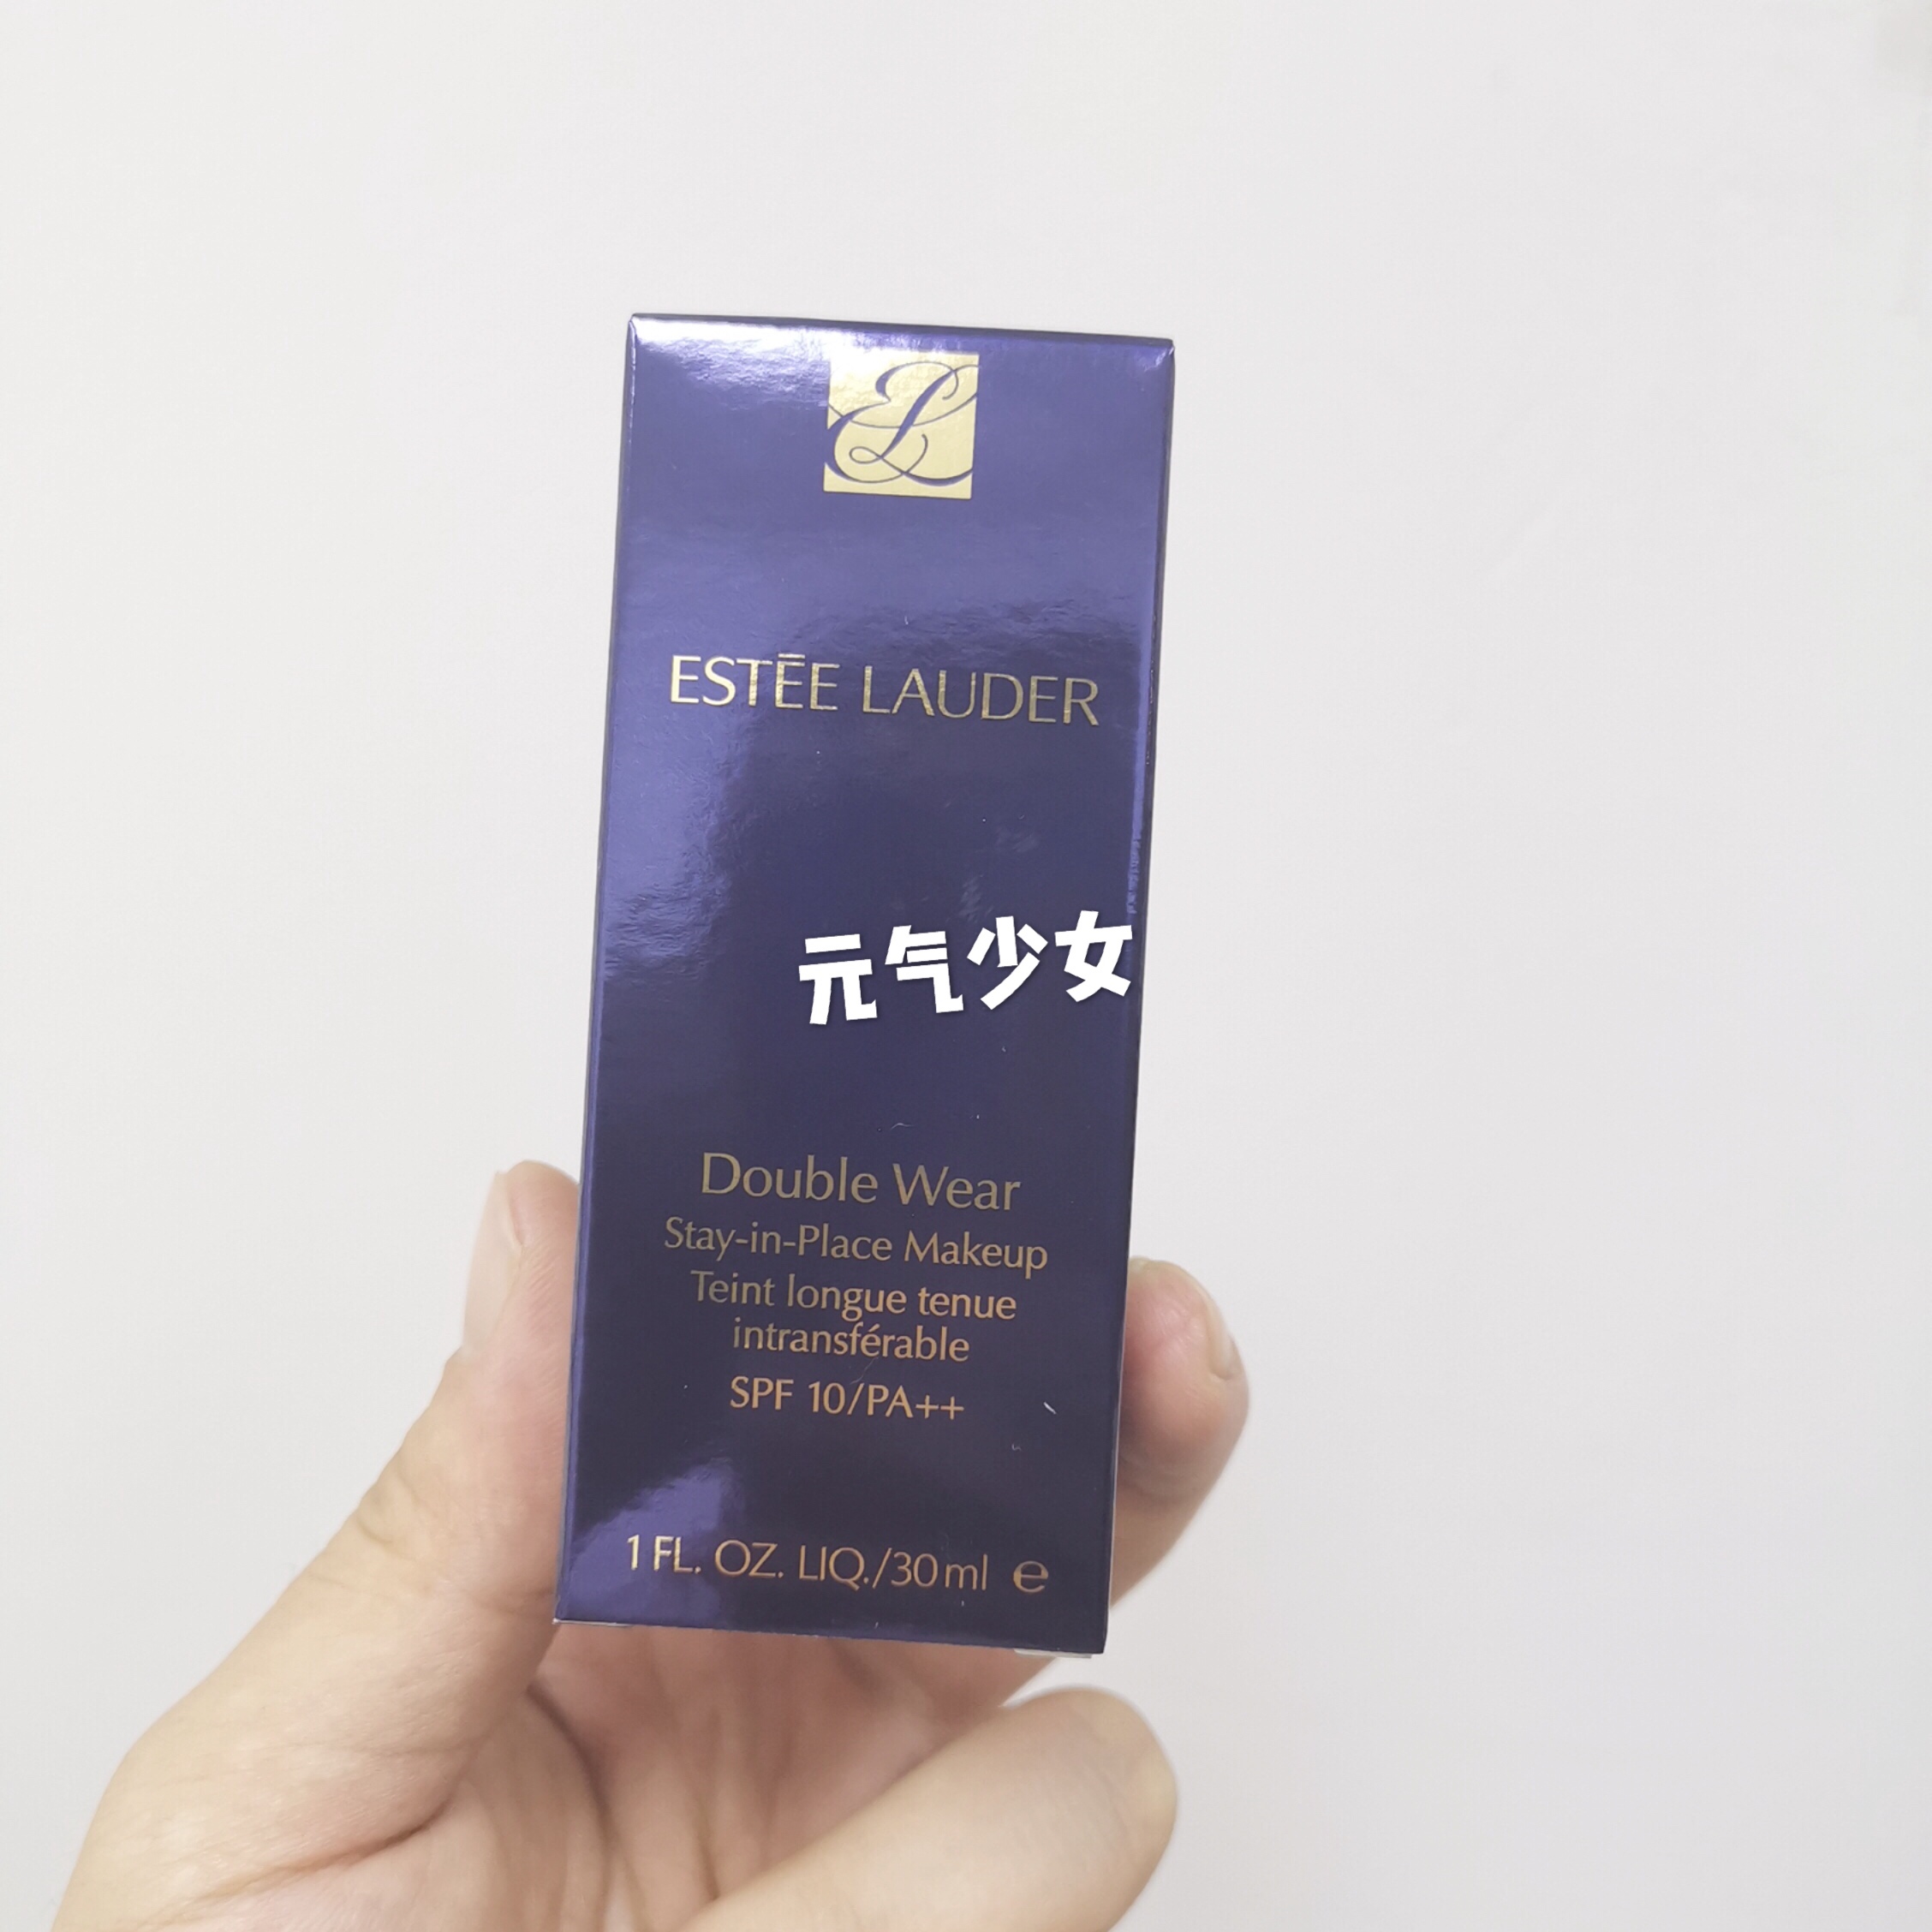 ESTĒE LAUDER
元气少女
Double Wear
Stay-in-Place Makeup
Teint longue tenue
intransférable
SPF 10/PA++
1 FL. OZ. LIQ./30ml ℮